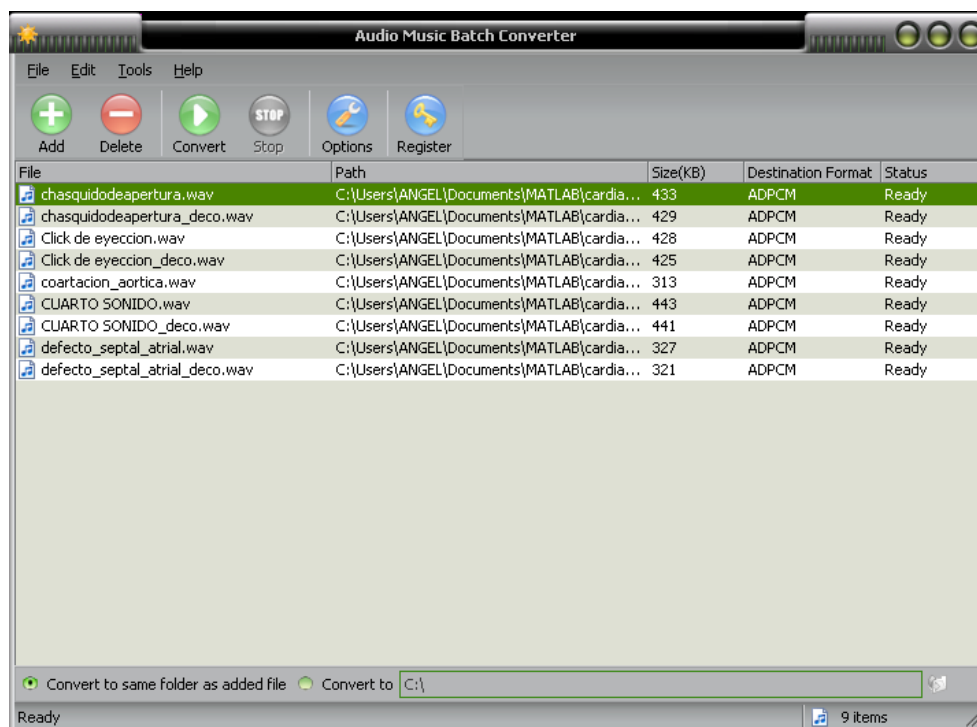 Audio Music Batch Converter
File Edit Tools Help
STOP
Add Delete Convert Stop Options Register
File Path Size(KB) Destination Format Status
chasquidodeapertura.wav C:\Users\ANGEL\Documents\MATLAB\cardia... 433 ADPCM Ready
chasquidodeapertura_deco.wav C:\Users\ANGEL\Documents\MATLAB\cardia... 429 ADPCM Ready
Click de eyeccion.wav C:\Users\ANGEL\Documents\MATLAB\cardia... 428 ADPCM Ready
Click de eyeccion_deco.wav C:\Users\ANGEL\Documents\MATLAB\cardia... 425 ADPCM Ready
coartacion_aortica.wav C:\Users\ANGEL\Documents\MATLAB\cardia... 313 ADPCM Ready
CUARTO SONIDO.wav C:\Users\ANGEL\Documents\MATLAB\cardia... 443 ADPCM Ready
CUARTO SONIDO_deco.wav C:\Users\ANGEL\Documents\MATLAB\cardia... 441 ADPCM Ready
defecto_septal_atrial.wav C:\Users\ANGEL\Documents\MATLAB\cardia... 327 ADPCM Ready
defecto_septal_atrial_deco.wav C:\Users\ANGEL\Documents\MATLAB\cardia... 321 ADPCM Ready
Convert to same folder as added file Convert to C:\
Ready 9 items